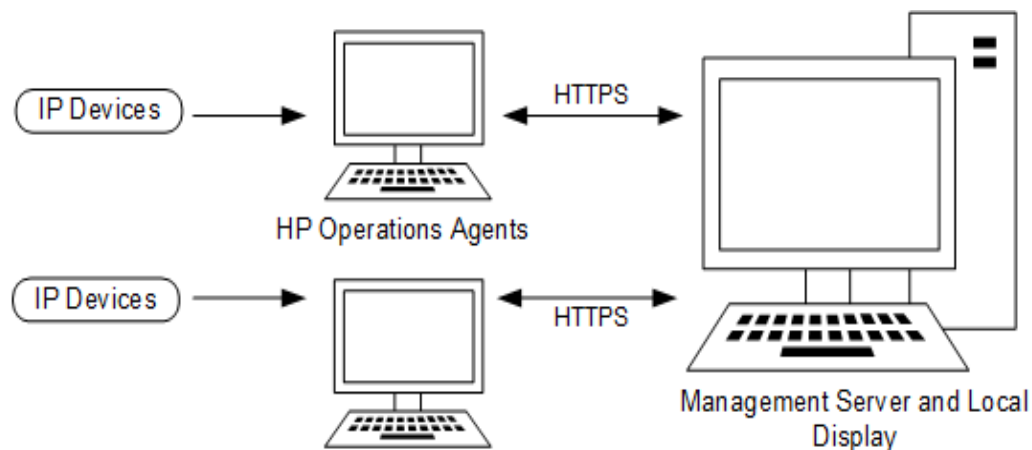 IP Devices
HTTPS
HP Operations Agents
IP Devices
HTTPS
Management Server and Local
Display